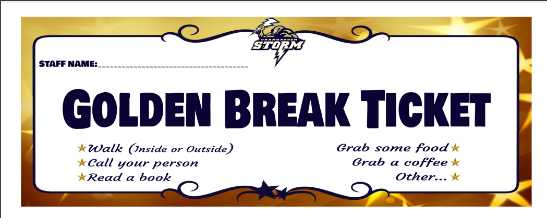 STORM
STAFF NAME:
GOLDEN BREAK TICKET
Walk (Inside or Outside)
Call your person
Read a book
Grab some food
Grab a coffee
Other...